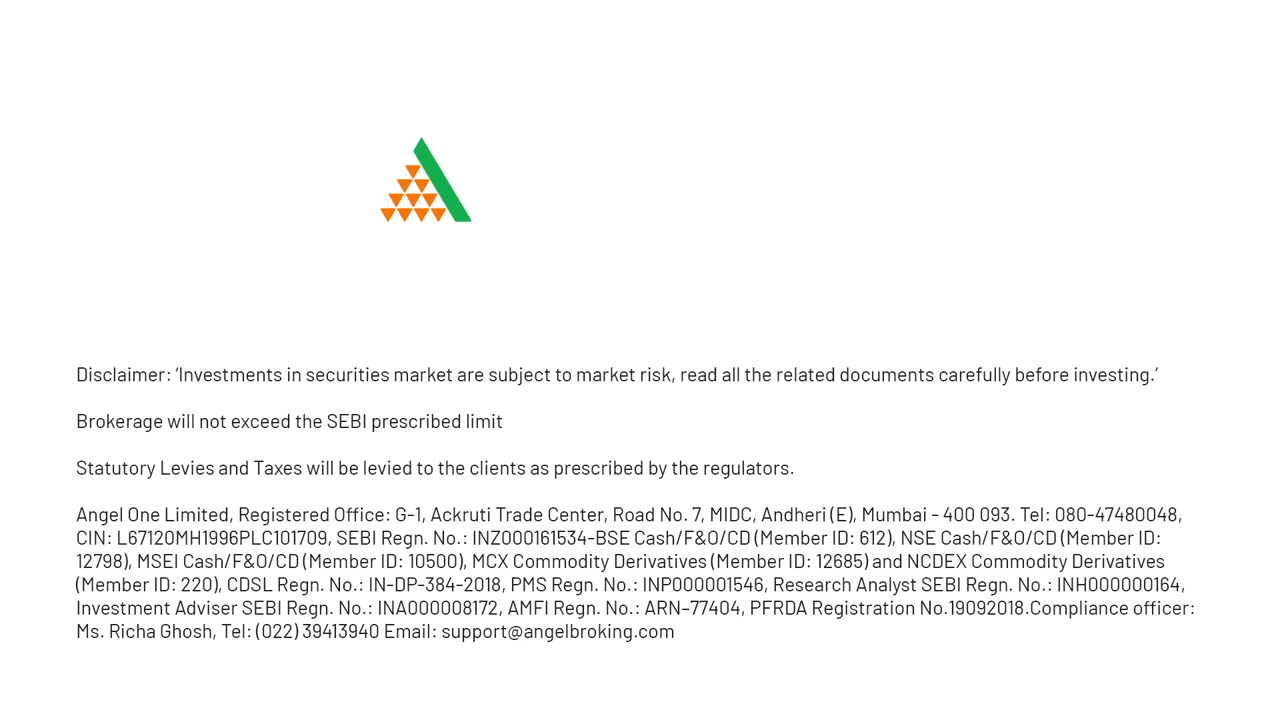 Disclaimer: ‘Investments in securities market are subject to market risk, read all the related documents carefully before investing.’
Brokerage will not exceed the SEBI prescribed limit
Statutory Levies and Taxes will be levied to the clients as prescribed by the regulators.
Angel One Limited, Registered Office: G-1, Ackruti Trade Center, Road No. 7, MIDC, Andheri (E), Mumbai - 400 093. Tel: 080-47480048,
CIN: L67120MH1996PLC101709, SEBI Regn. No.: INZ000161534-BSE Cash/F&O/CD (Member ID: 612), NSE Cash/F&O/CD (Member ID:
12798), MSEI Cash/F&O/CD (Member ID: 10500), MCX Commodity Derivatives (Member ID: 12685) and NCDEX Commodity Derivatives
(Member ID: 220), CDSL Regn. No.: IN-DP-384-2018, PMS Regn. No.: INP000001546, Research Analyst SEBI Regn. No.: INH000000164,
Investment Adviser SEBI Regn. No.: INA000008172, AMFI Regn. No.: ARN–77404, PFRDA Registration No.19092018.Compliance officer:
Ms. Richa Ghosh, Tel: (022) 39413940 Email: support@angelbroking.com